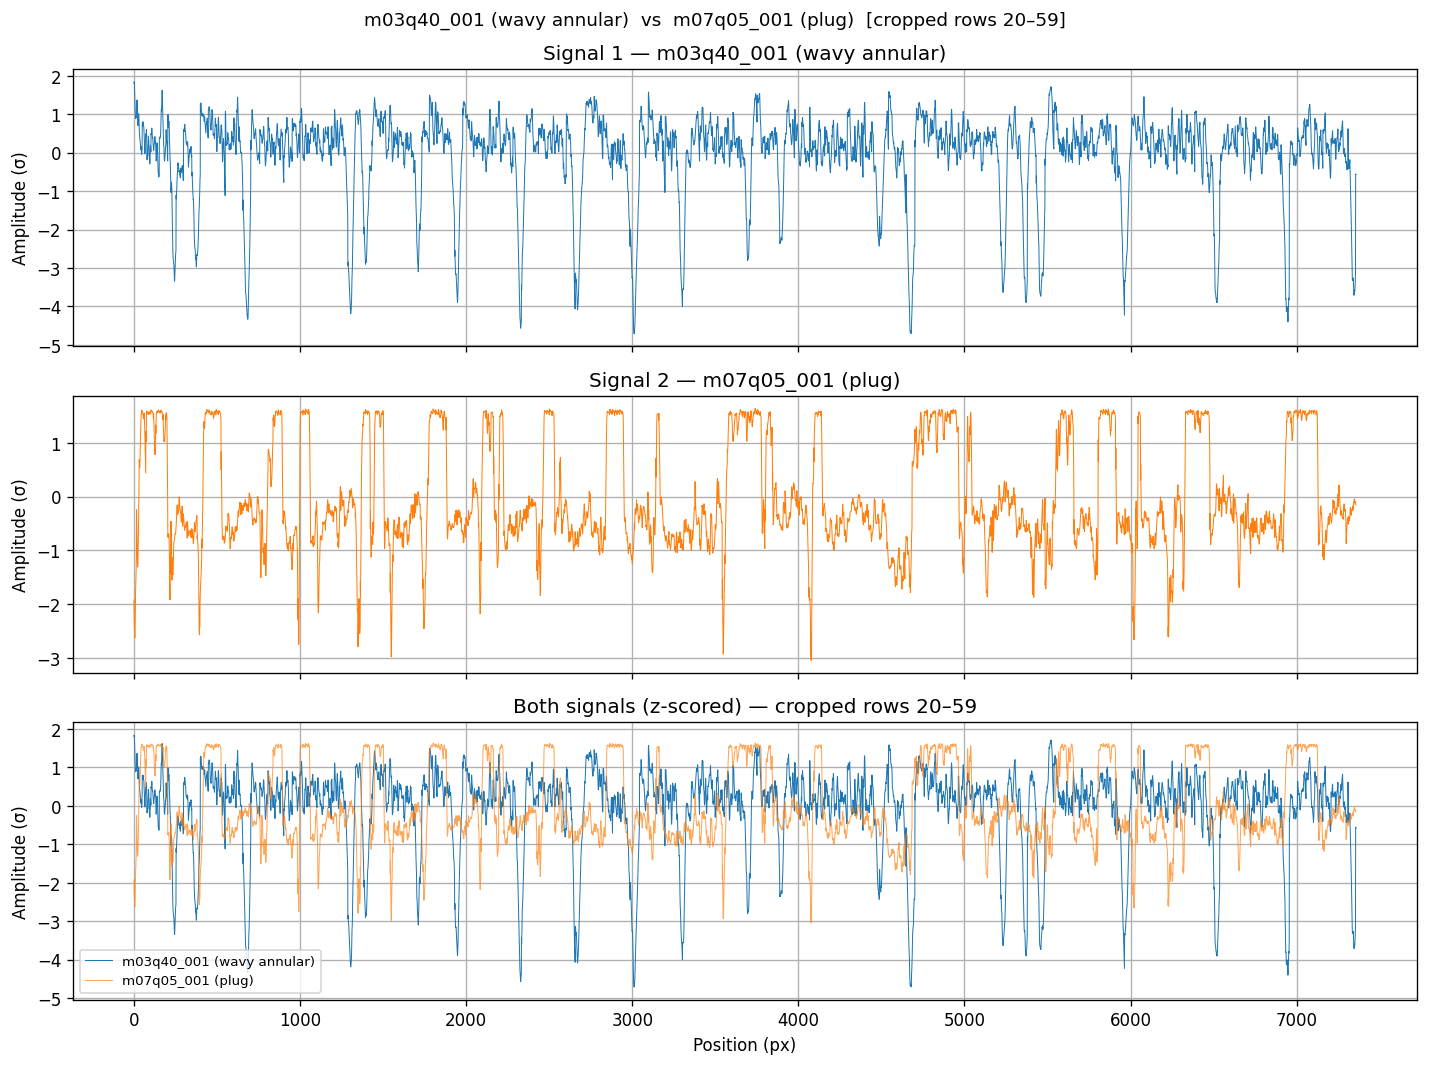 m03q40_001 (wavy annular)  vs  m07q05_001 (plug)  [cropped rows 20–59]
Signal 1 — m03q40_001 (wavy annular)
2
1
0
−1
−2
−3
−4
−5
Amplitude (σ)
Signal 2 — m07q05_001 (plug)
1
0
−1
−2
−3
Amplitude (σ)
Both signals (z-scored) — cropped rows 20–59
2
1
0
−1
−2
−3
−4
−5
Amplitude (σ)
m03q40_001 (wavy annular)
m07q05_001 (plug)
0 1000 2000 3000 4000 5000 6000 7000
Position (px)